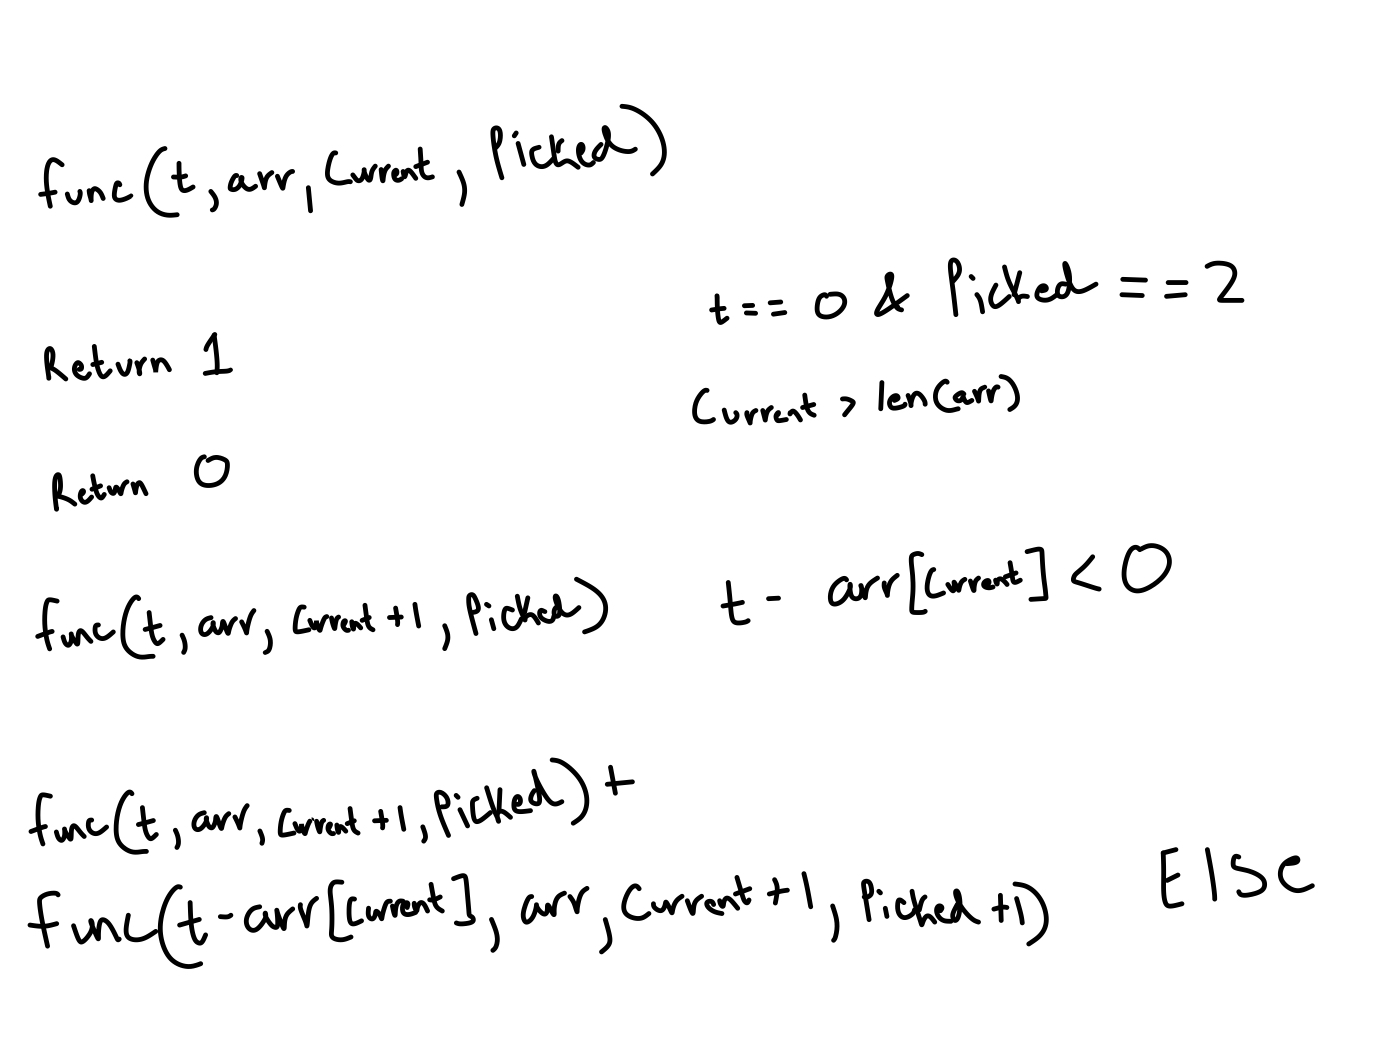 func(t, arr, Current, Picked)
t == 0 & Picked == 2
Return 1
Current > len(arr)
Return 0
func(t, arr, Current +1, Picked)
t - arr[Current] < 0
func(t, arr, Current +1, Picked) +
func(t - arr[Current], arr, Current +1, Picked +1)
Else